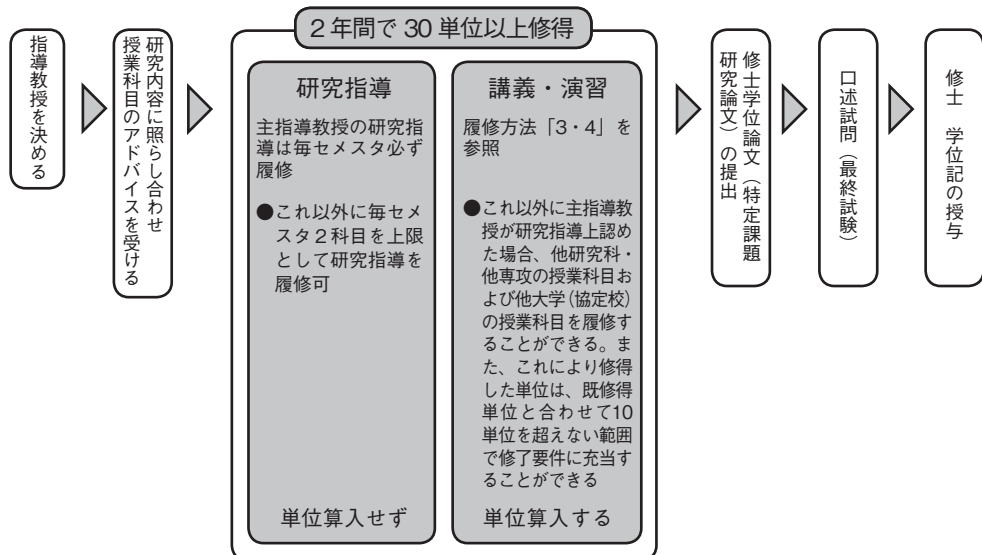 指導教授を決める
研究内容に照らし合わせ
授業科目のアドバイスを受ける
２年間で 30 単位以上修得
研究指導
主指導教授の研究指
導は毎セメスタ必ず
履修
●これ以外に毎セメ
スタ２科目を上限
として研究指導を
履修可
単位算入せず
講義・演習
履修方法「3・4」を
参照
●これ以外に主指導教
授が研究指導上認め
た場合、他研究科・
他専攻の授業科目お
よび他大学（協定校）
の授業科目を履修す
ることができる。ま
た、これにより修得
した単位は、既修得
単位と合わせて10
単位を超えない範囲
で修了要件に充当す
ることができる
単位算入する
修士学位論文（特定課題
研究論文）の提出
口述試問（最終試験）
修士　学位記の授与